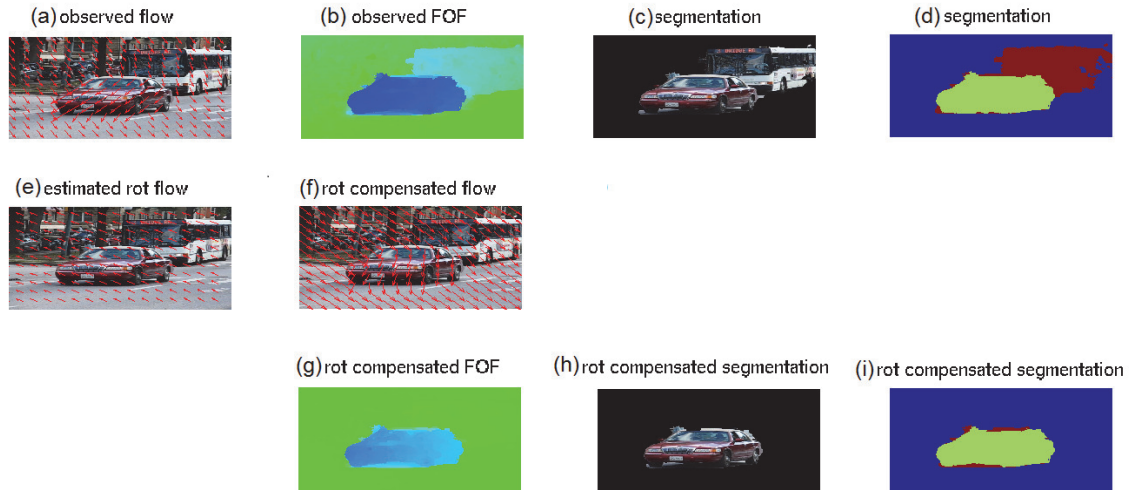 (a) observed flow
(b) observed FOF
(c) segmentation
(d) segmentation
(e) estimated rot flow
(f) rot compensated flow
(g) rot compensated FOF
(h) rot compensated segmentation
(i) rot compensated segmentation